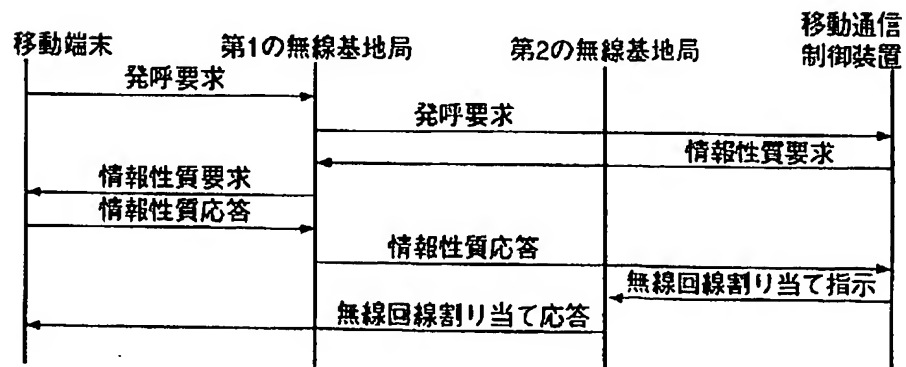 移動端末
第1の無線基地局
第2の無線基地局
移動通信
制御装置
発呼要求
発呼要求
情報性質要求
情報性質要求
情報性質応答
情報性質応答
無線回線割り当て指示
無線回線割り当て応答